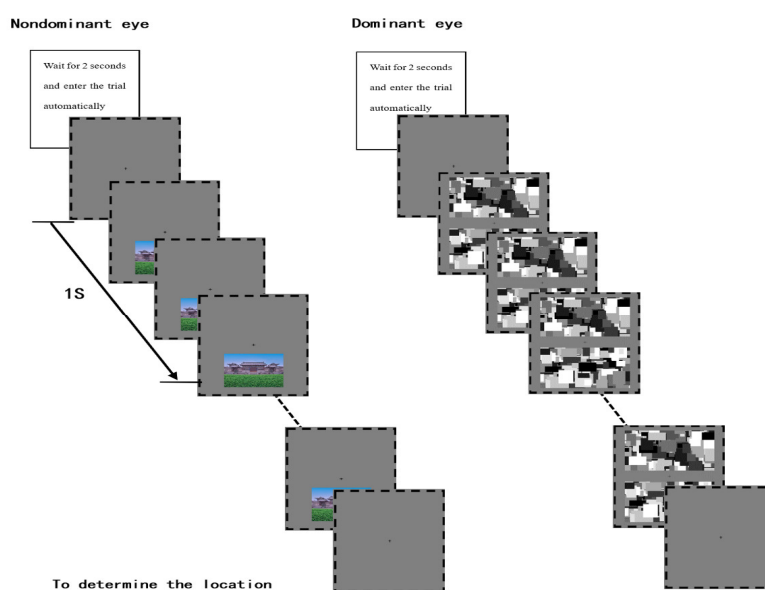 Nondominant eye
Dominant eye
Wait for 2 seconds
and enter the trial
automatically
Wait for 2 seconds
and enter the trial
automatically
1S
To determine the location